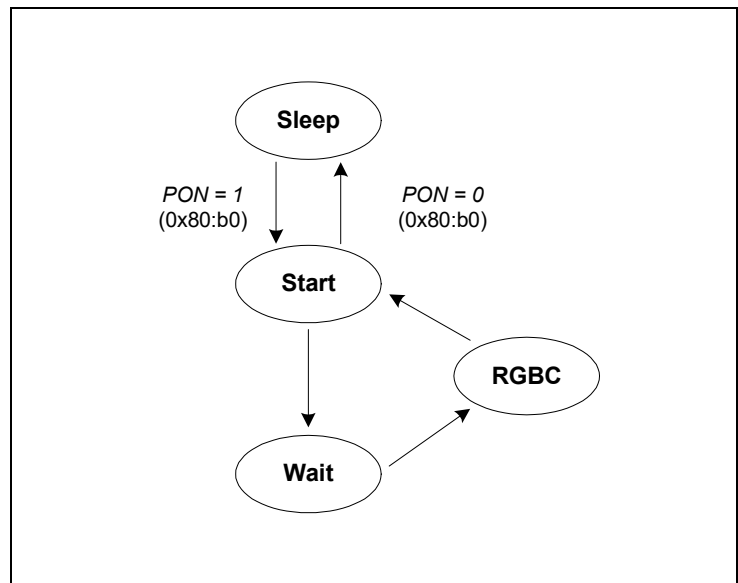 Sleep
PON = 1
(0x80:b0)
PON = 0
(0x80:b0)
Start
RGBC
Wait